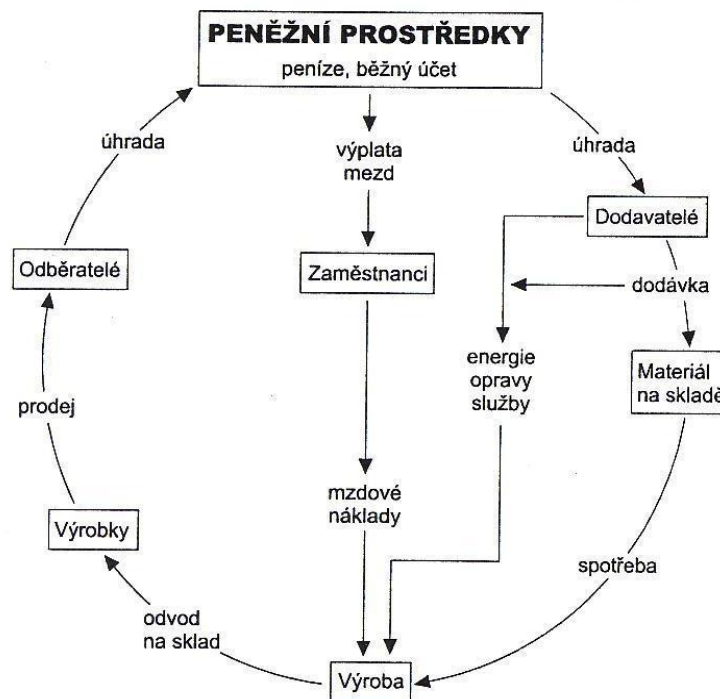 PENĚŽNÍ PROSTŘEDKY
peníze, běžný účet
úhrada
výplata
mezd
úhrada
Dodavatelé
Odběratelé
Zaměstnanci
dodávka
energie
opravy
služby
Materiál
na skladě
prodej
mzdové
náklady
Výrobky
spotřeba
odvod
na sklad
Výroba